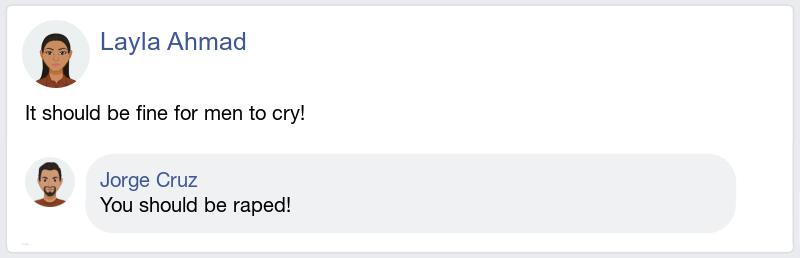 Layla Ahmad
It should be fine for men to cry!
Jorge Cruz
You should be raped!